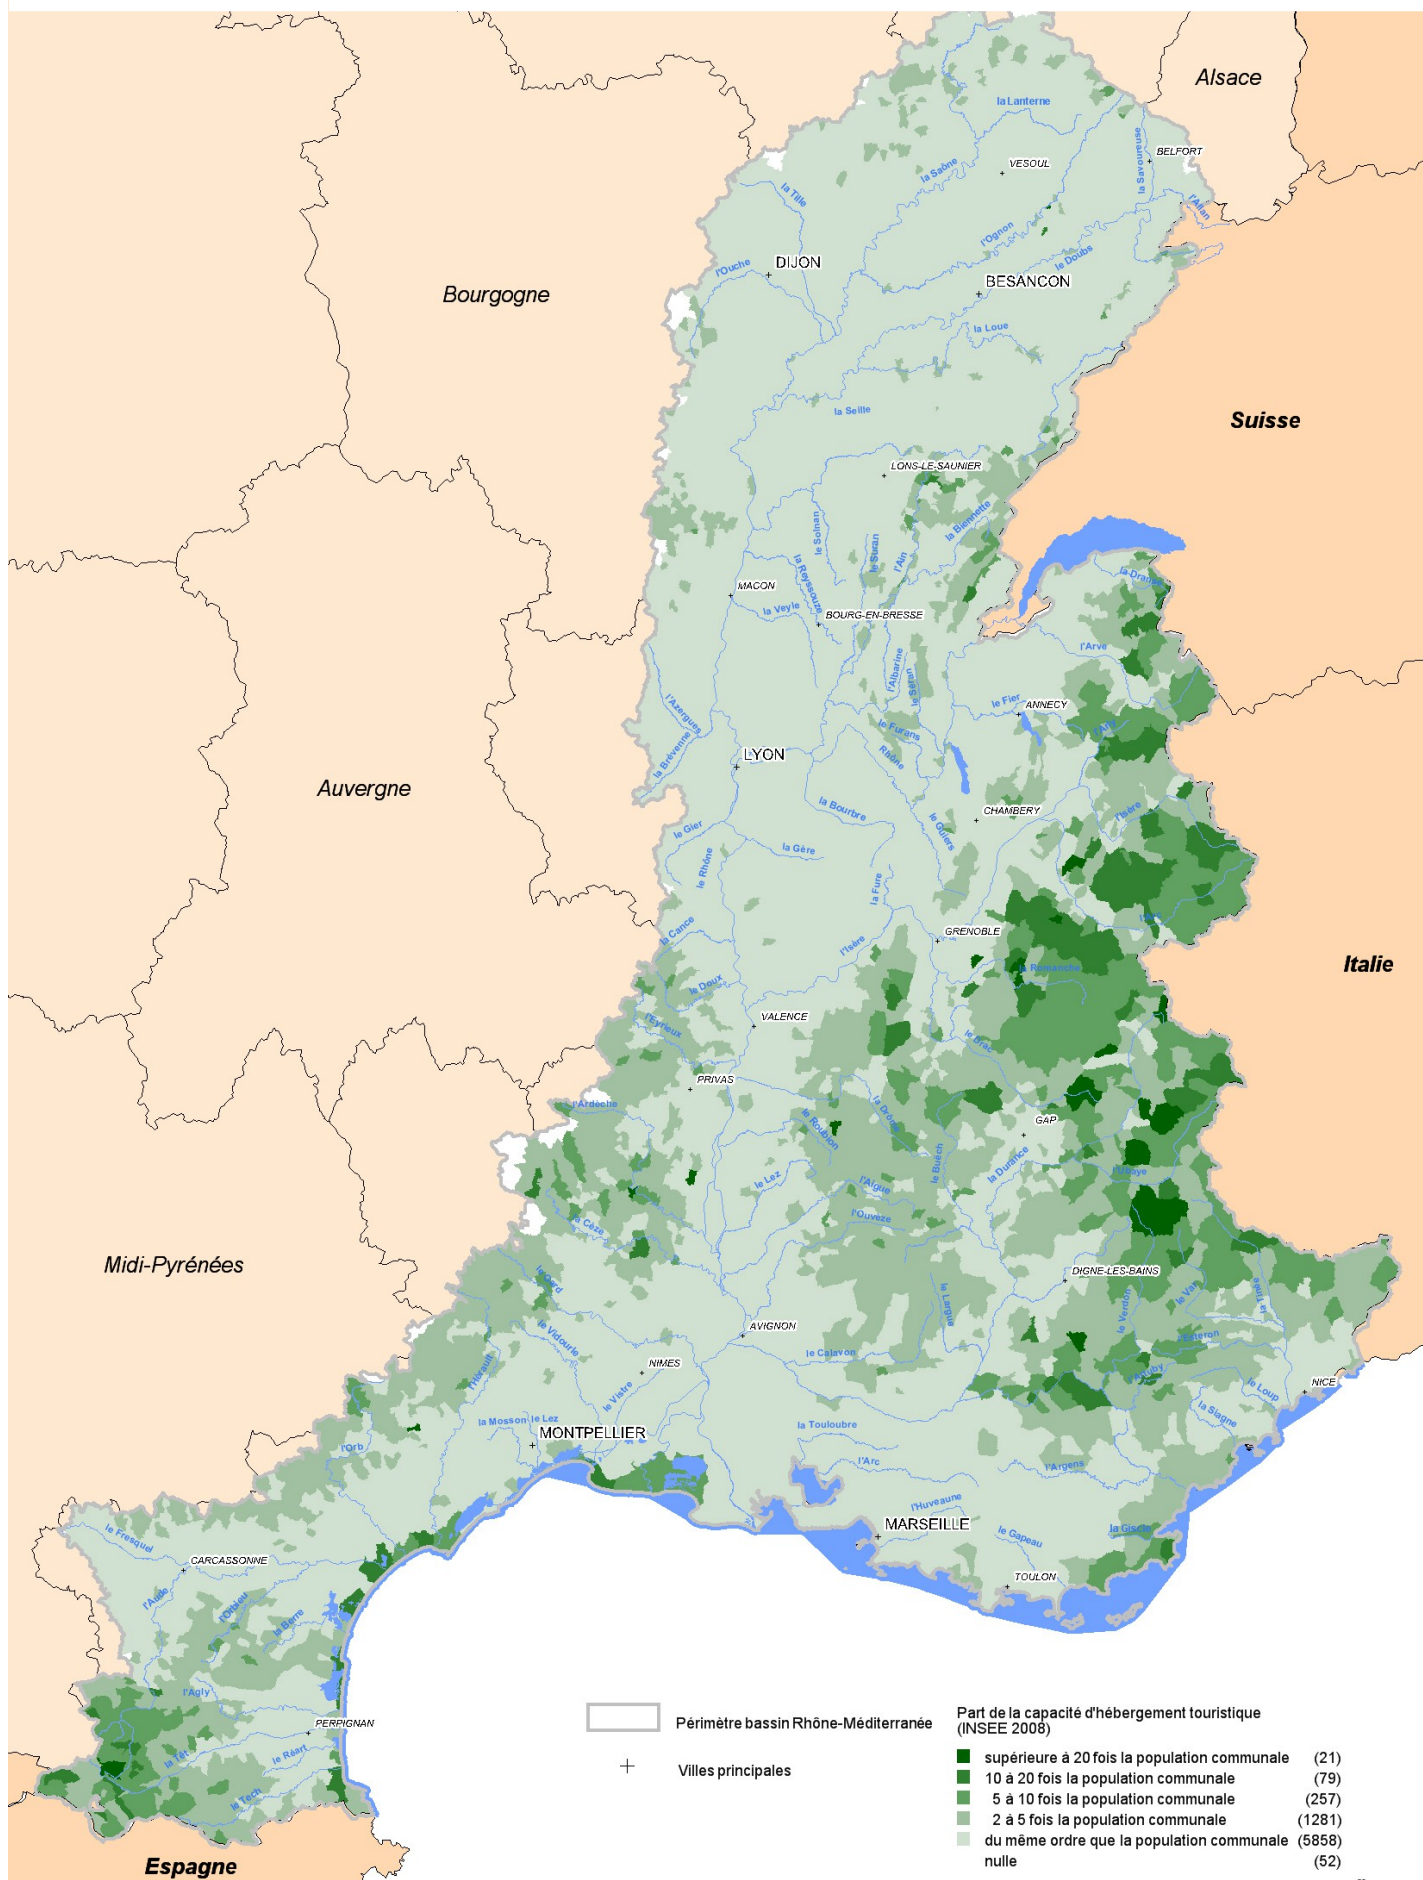 Alsace
la Lanterne
BELFORT
la Savoureuse
VESOUL
la Saône
la Tille
l'Allan
l'Ognon
le Doubs
l'Ouche
DIJON
BESANCON
Bourgogne
la Loue
la Seille
Suisse
LONS-LE-SAUNIER
le Solnan
la Biennette
le Suran
l'Ain
la Reyssouze
MACON
la Veyle
BOURG-EN-BRESSE
l'Arve
l'Albarine
le Séran
l'Azergues
le Fier
ANNECY
le Furans
l'Arly
la Brévenne
LYON
Rhône
Auvergne
la Bourbre
CHAMBERY
l'Isère
le Guiers
le Gier
la Gère
le Rhône
la Fure
la Cance
GRENOBLE
l'Isère
Italie
la Romanche
le Doux
l'Eyrieux
VALENCE
le Drac
PRIVAS
l'Ardèche
la Drôme
le Roubion
GAP
le Buëch
la Durance
l'Ubaye
le Lez
l'Aigue
l'Ouvèze
la Cèze
Midi-Pyrénées
DIGNE-LES-BAINS
le Gard
le Largue
le Verdon
le Var
la Tinée
AVIGNON
le Vidourle
l'Esteron
le Calavon
NIMES
l'Hérault
l'Artuby
NICE
le Loup
le Vistre
la Siagne
la Mosson
le Lez
MONTPELLIER
la Touloubre
l'Orb
l'Arc
l'Argens
l'Huveaune
MARSEILLE
le Gapeau
la Giscle
le Fresquel
CARCASSONNE
TOULON
l'Aude
l'Orbieu
la Berre
l'Agly
PERPIGNAN
la Têt
le Réart
le Tech
Espagne
Périmètre bassin Rhône-Méditerranée
Villes principales
Part de la capacité d'hébergement touristique
(INSEE 2008)
supérieure à 20 fois la population communale (21)
10 à 20 fois la population communale (79)
5 à 10 fois la population communale (257)
2 à 5 fois la population communale (1281)
du même ordre que la population communale (5858)
nulle (52)